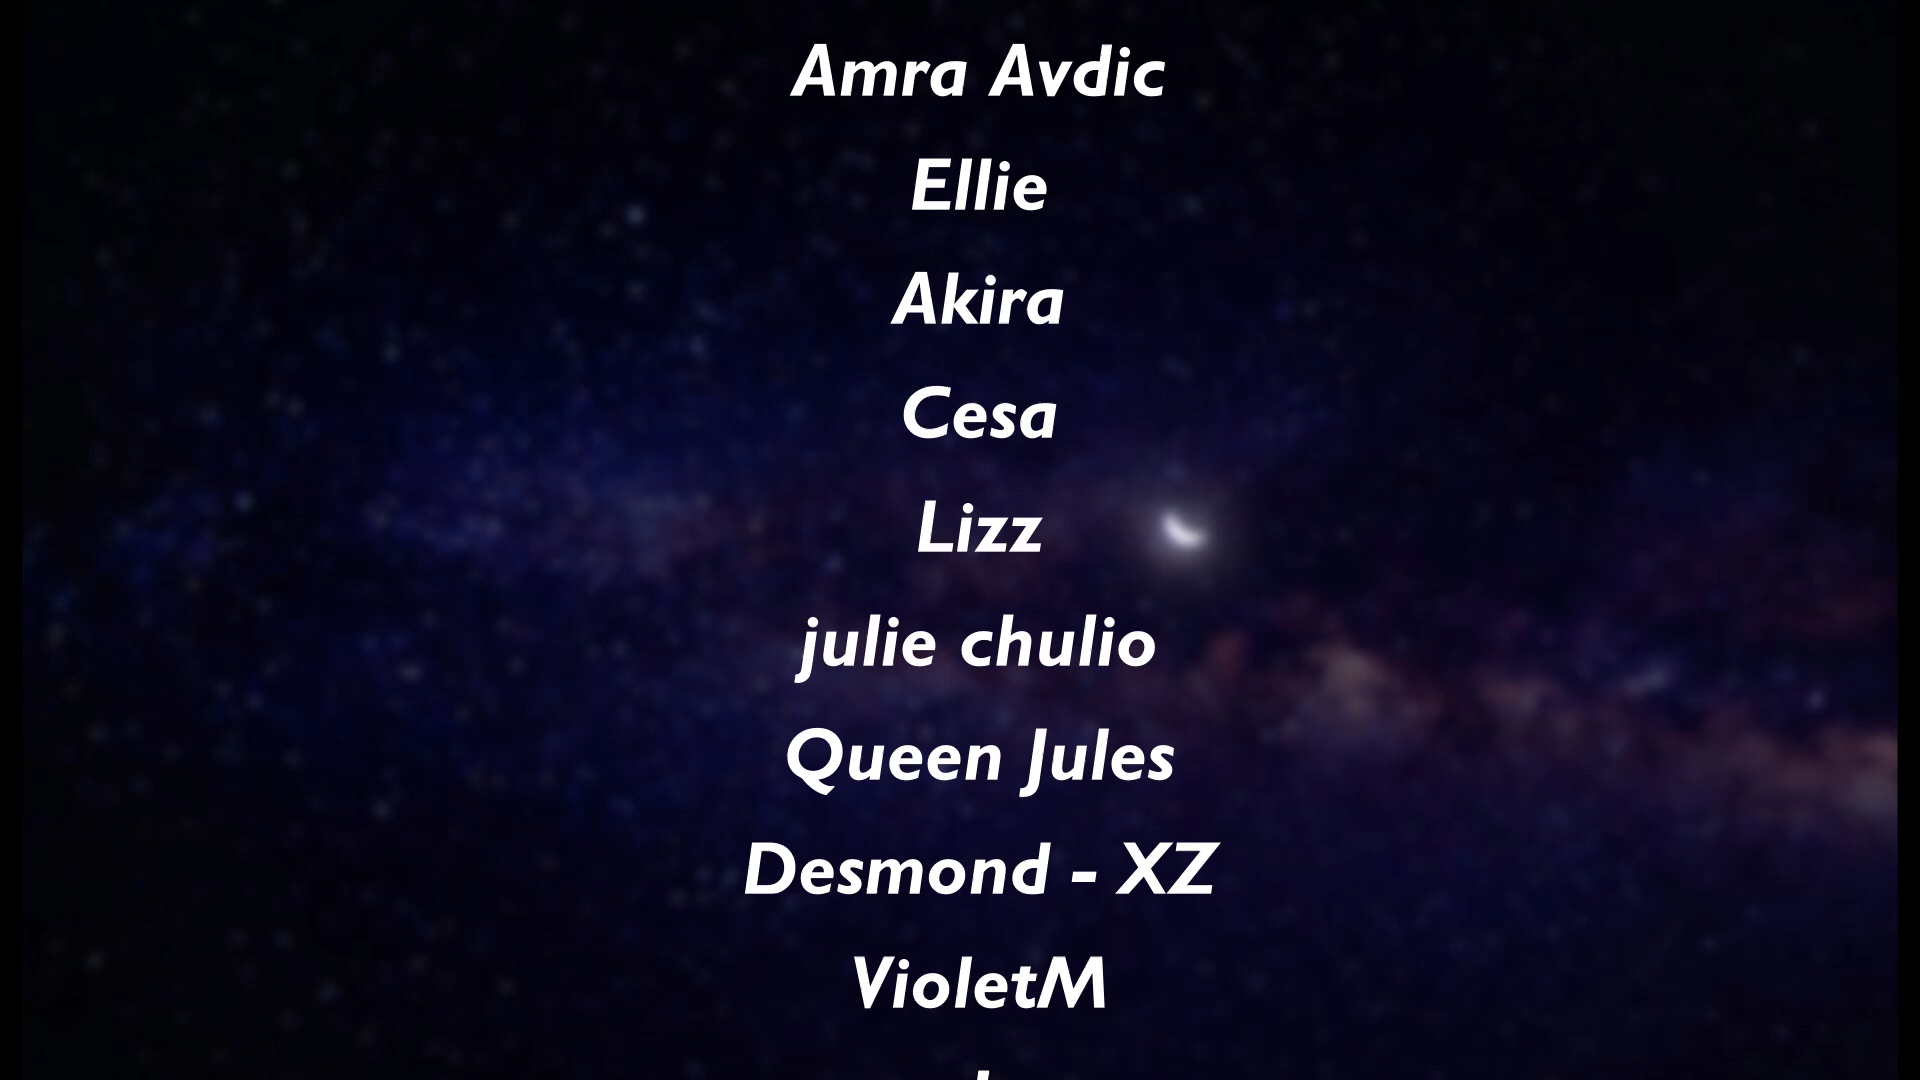 Amra Avdic
Ellie
Akira
Cesa
Lizz
julie chulio
Queen Jules
Desmond - XZ
VioletM